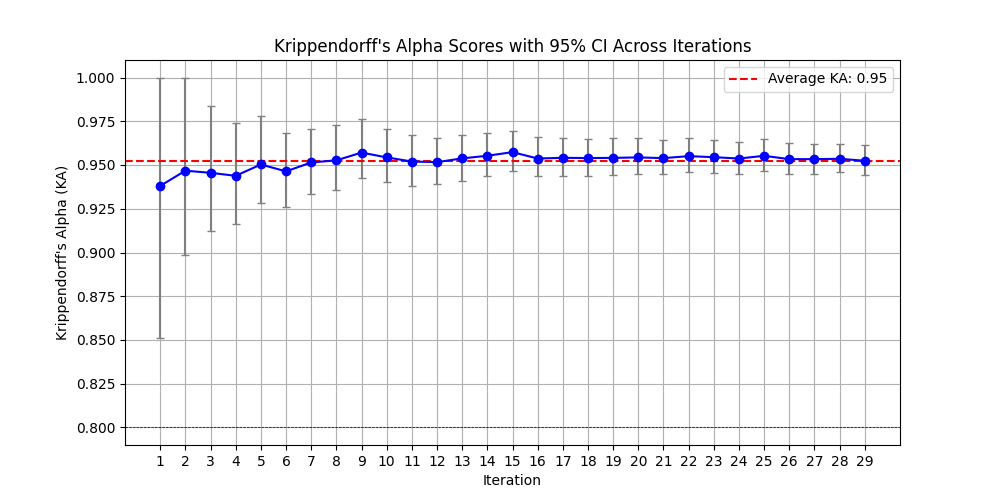 Krippendorff's Alpha Scores with 95% CI Across Iterations
Average KA: 0.95
Krippendorff's Alpha (KA)
1.000
0.975
0.950
0.925
0.900
0.875
0.850
0.825
0.800
1 2 3 4 5 6 7 8 9 10 11 12 13 14 15 16 17 18 19 20 21 22 23 24 25 26 27 28 29
Iteration